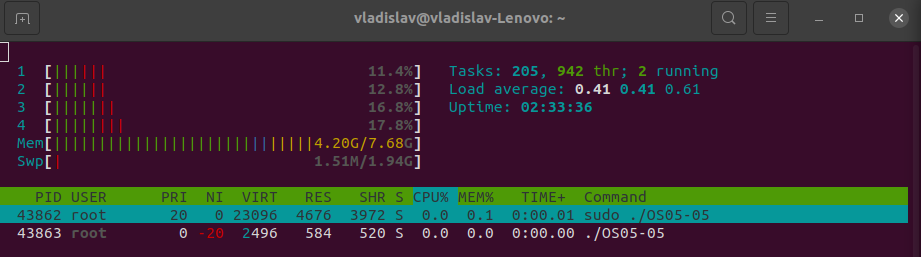 vladislav@vladislav-Lenovo: ~
1 [|||||| 11.4%] Tasks: 205, 942 thr; 2 running
2 [|||||| 12.8%] Load average: 0.41 0.41 0.61
3 [||||||| 16.8%] Uptime: 02:33:36
4 [|||||||| 17.8%]
Mem[|||||||||||||||||||||||||||||4.20G/7.68G]
Swp[| 1.51M/1.94G]
PID USER PRI NI VIRT RES SHR S CPU% MEM% TIME+ Command
43862 root 20 0 23096 4676 3972 S 0.0 0.1 0:00.01 sudo ./OS05-05
43863 root 0 -20 2496 584 520 S 0.0 0.0 0:00.00 ./OS05-05